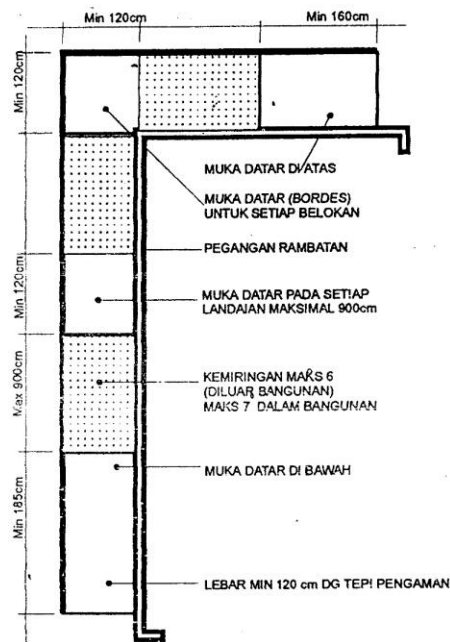 Min 120cm
Min 160cm
Min 120cm
MUKA DATAR DI ATAS
MUKA DATAR (BORDES)
UNTUK SETIAP BELOKAN
PEGANGAN RAMBATAN
Min 120cm
MUKA DATAR PADA SETIAP
LANDAIAN MAKSIMAL 900cm
Max 900cm
KEMIRINGAN MAKS 6
(DILUAR BANGUNAN)
MAKS 7 DALAM BANGUNAN
MUKA DATAR DI BAWAH
Min 185cm
LEBAR MIN 120 cm DG TEPI PENGAMAN